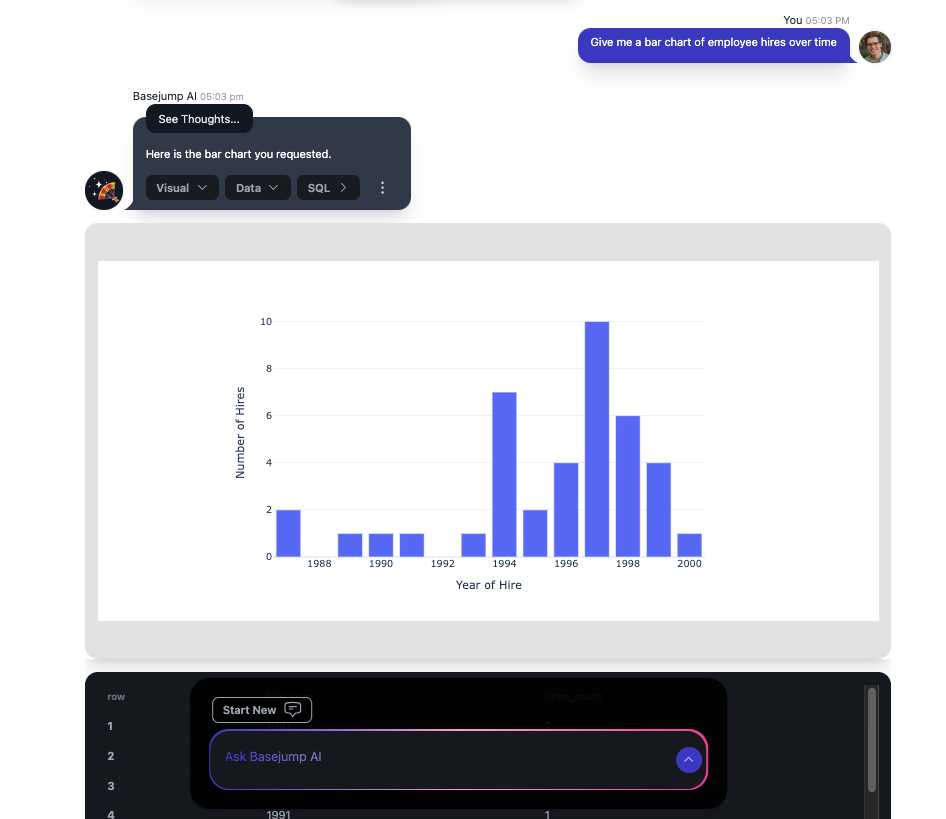 You 05:03 PM
Give me a bar chart of employee hires over time
Basejump AI 05:03 pm
See Thoughts...
Here is the bar chart you requested.
Visual
Data
SQL
10
8
6
4
2
0
Number of Hires
1988 1990 1992 1994 1996 1998 2000
Year of Hire
row hires_count
Start New
1 1987 2
Ask Basejump AI
2
3
4 1991 1